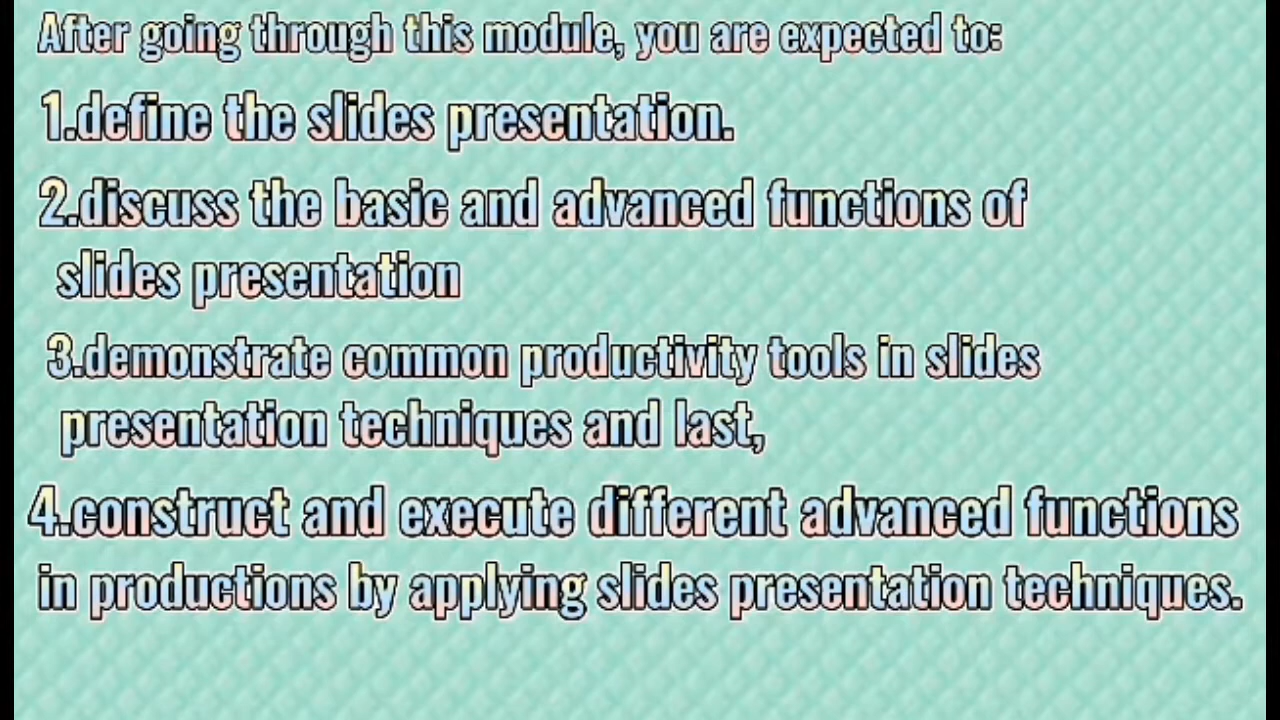 After going through this module, you are expected to:
1.define the slides presentation.
2.discuss the basic and advanced functions of
slides presentation
3.demonstrate common productivity tools in slides
presentation techniques and last,
4.construct and execute different advanced functions
in productions by applying slides presentation techniques.